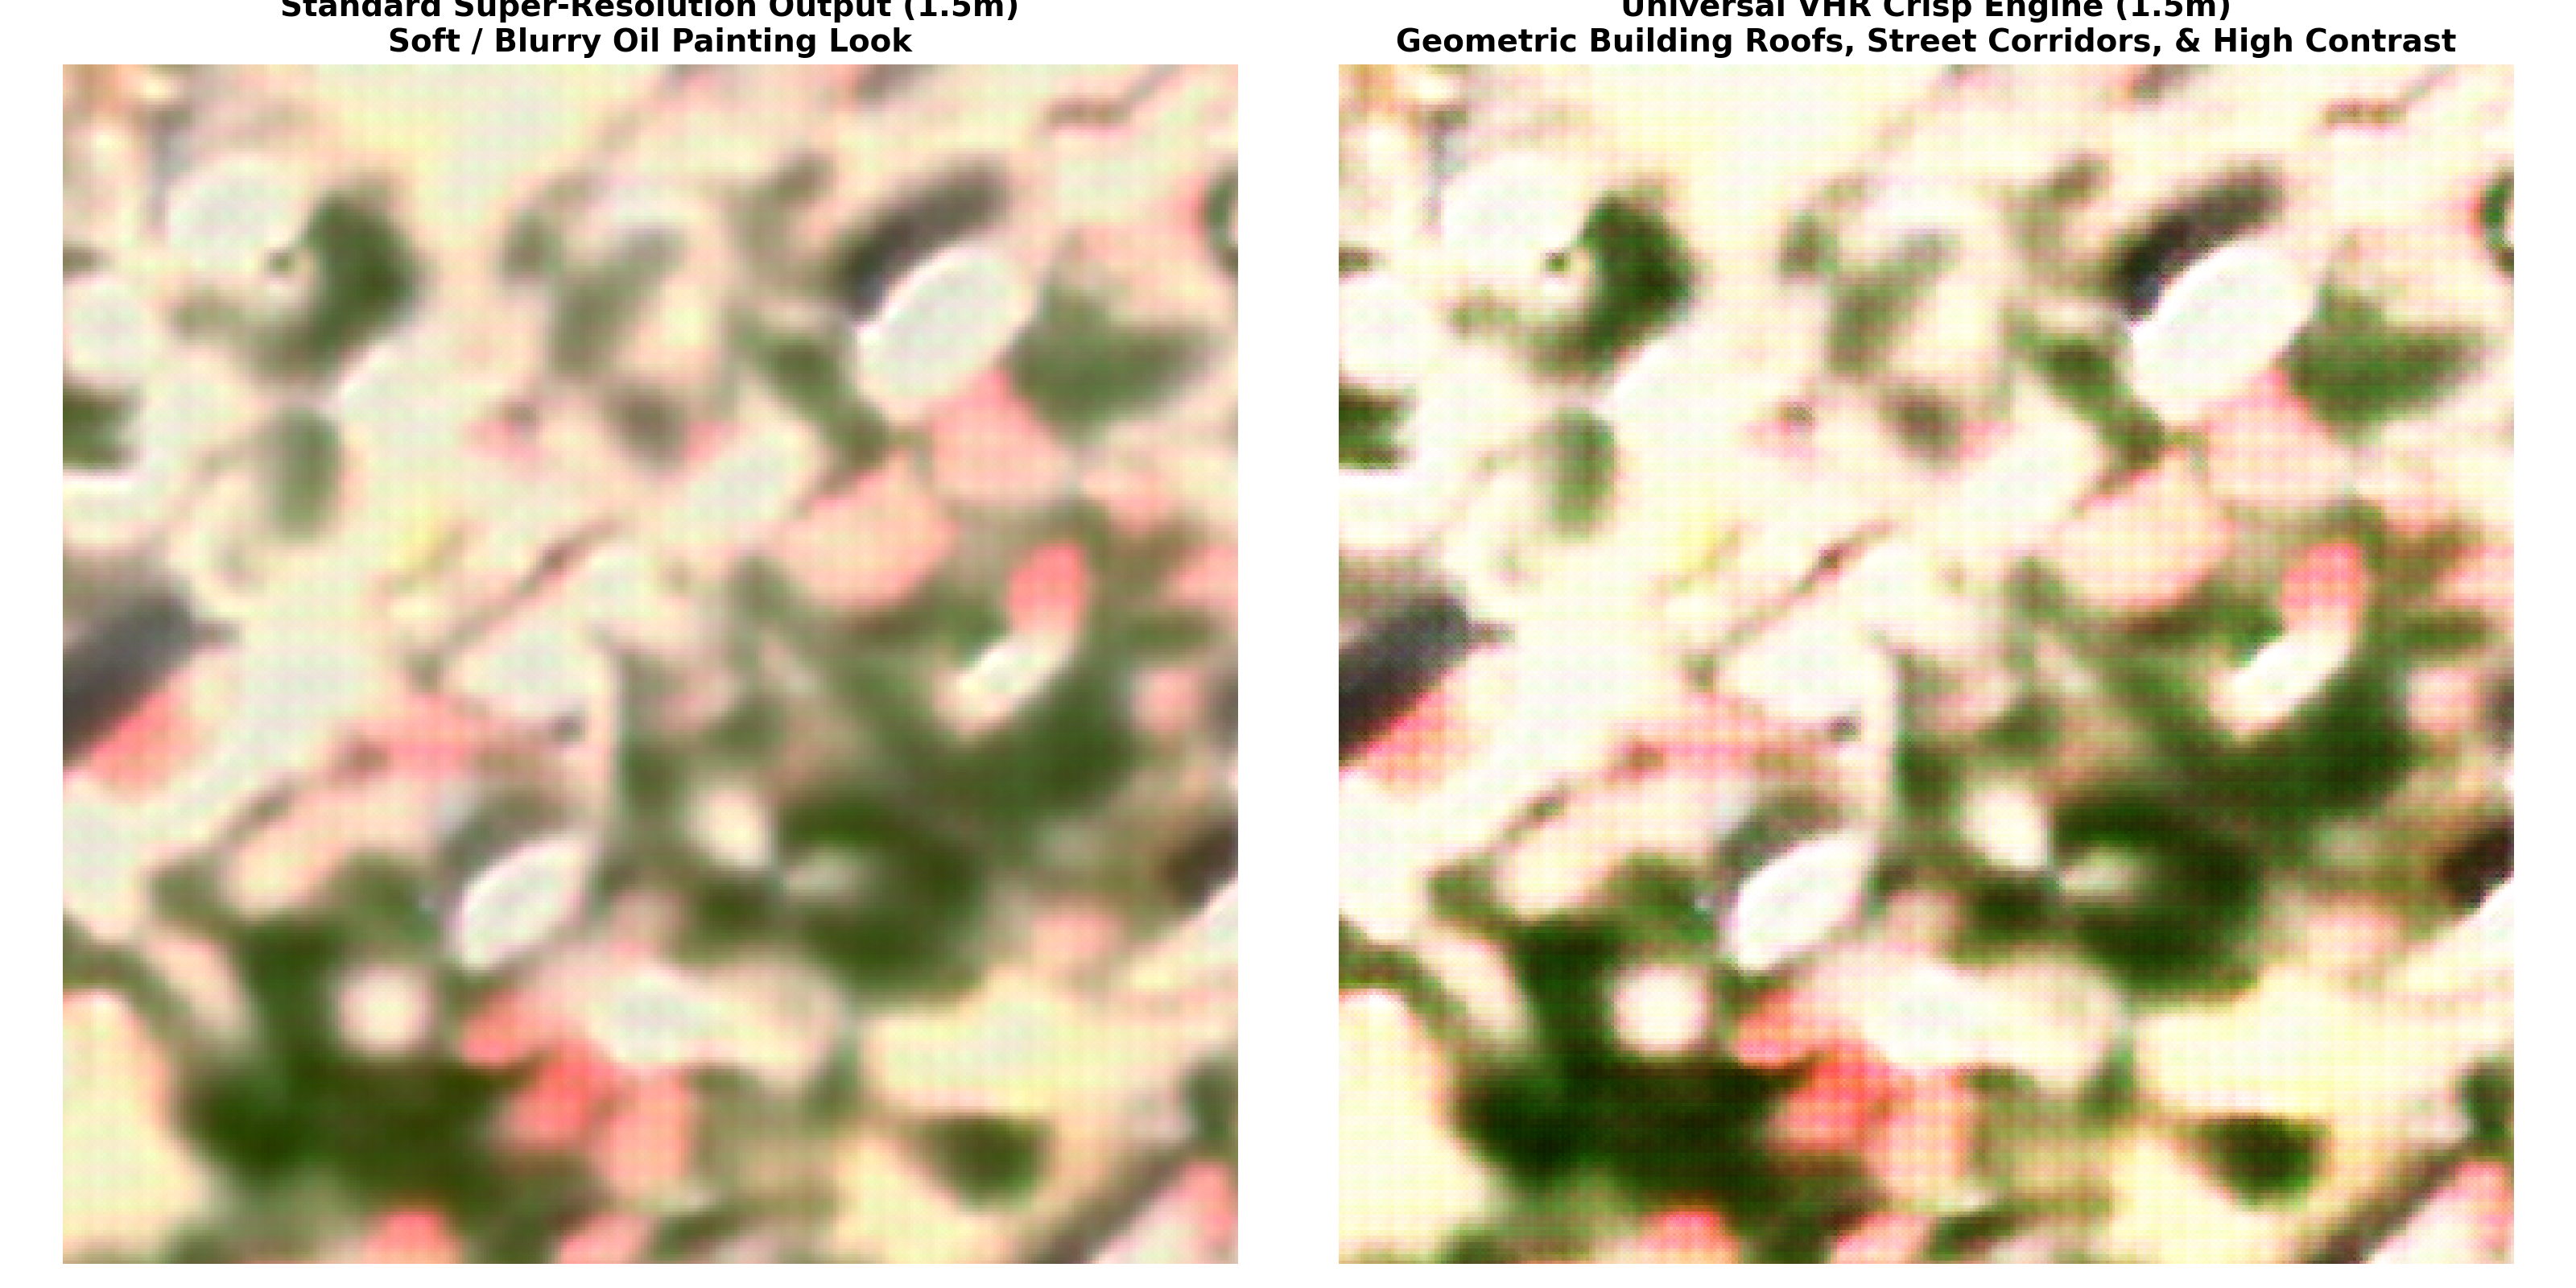 Standard Super-Resolution Output (1.5m)
Soft / Blurry Oil Painting Look
Universal VHR Crisp Engine (1.5m)
Geometric Building Roofs, Street Corridors, & High Contrast